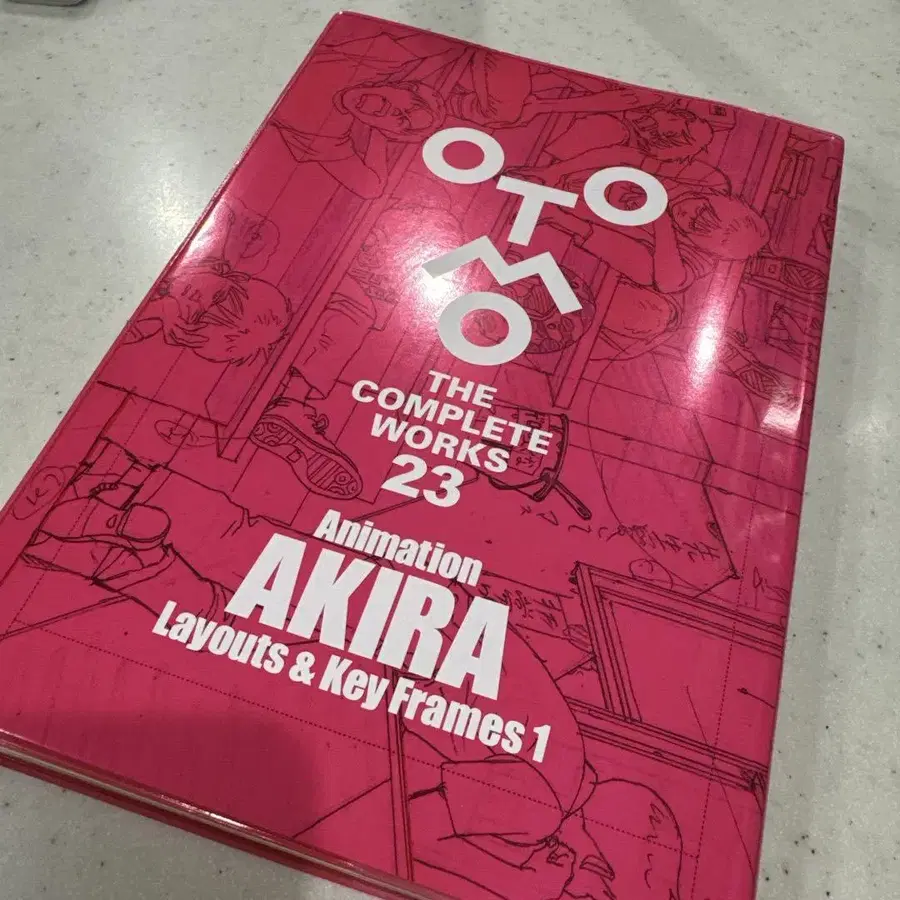 OTOMO
THE
COMPLETE
WORKS
23
Animation
AKIRA
Layouts & Key Frames 1